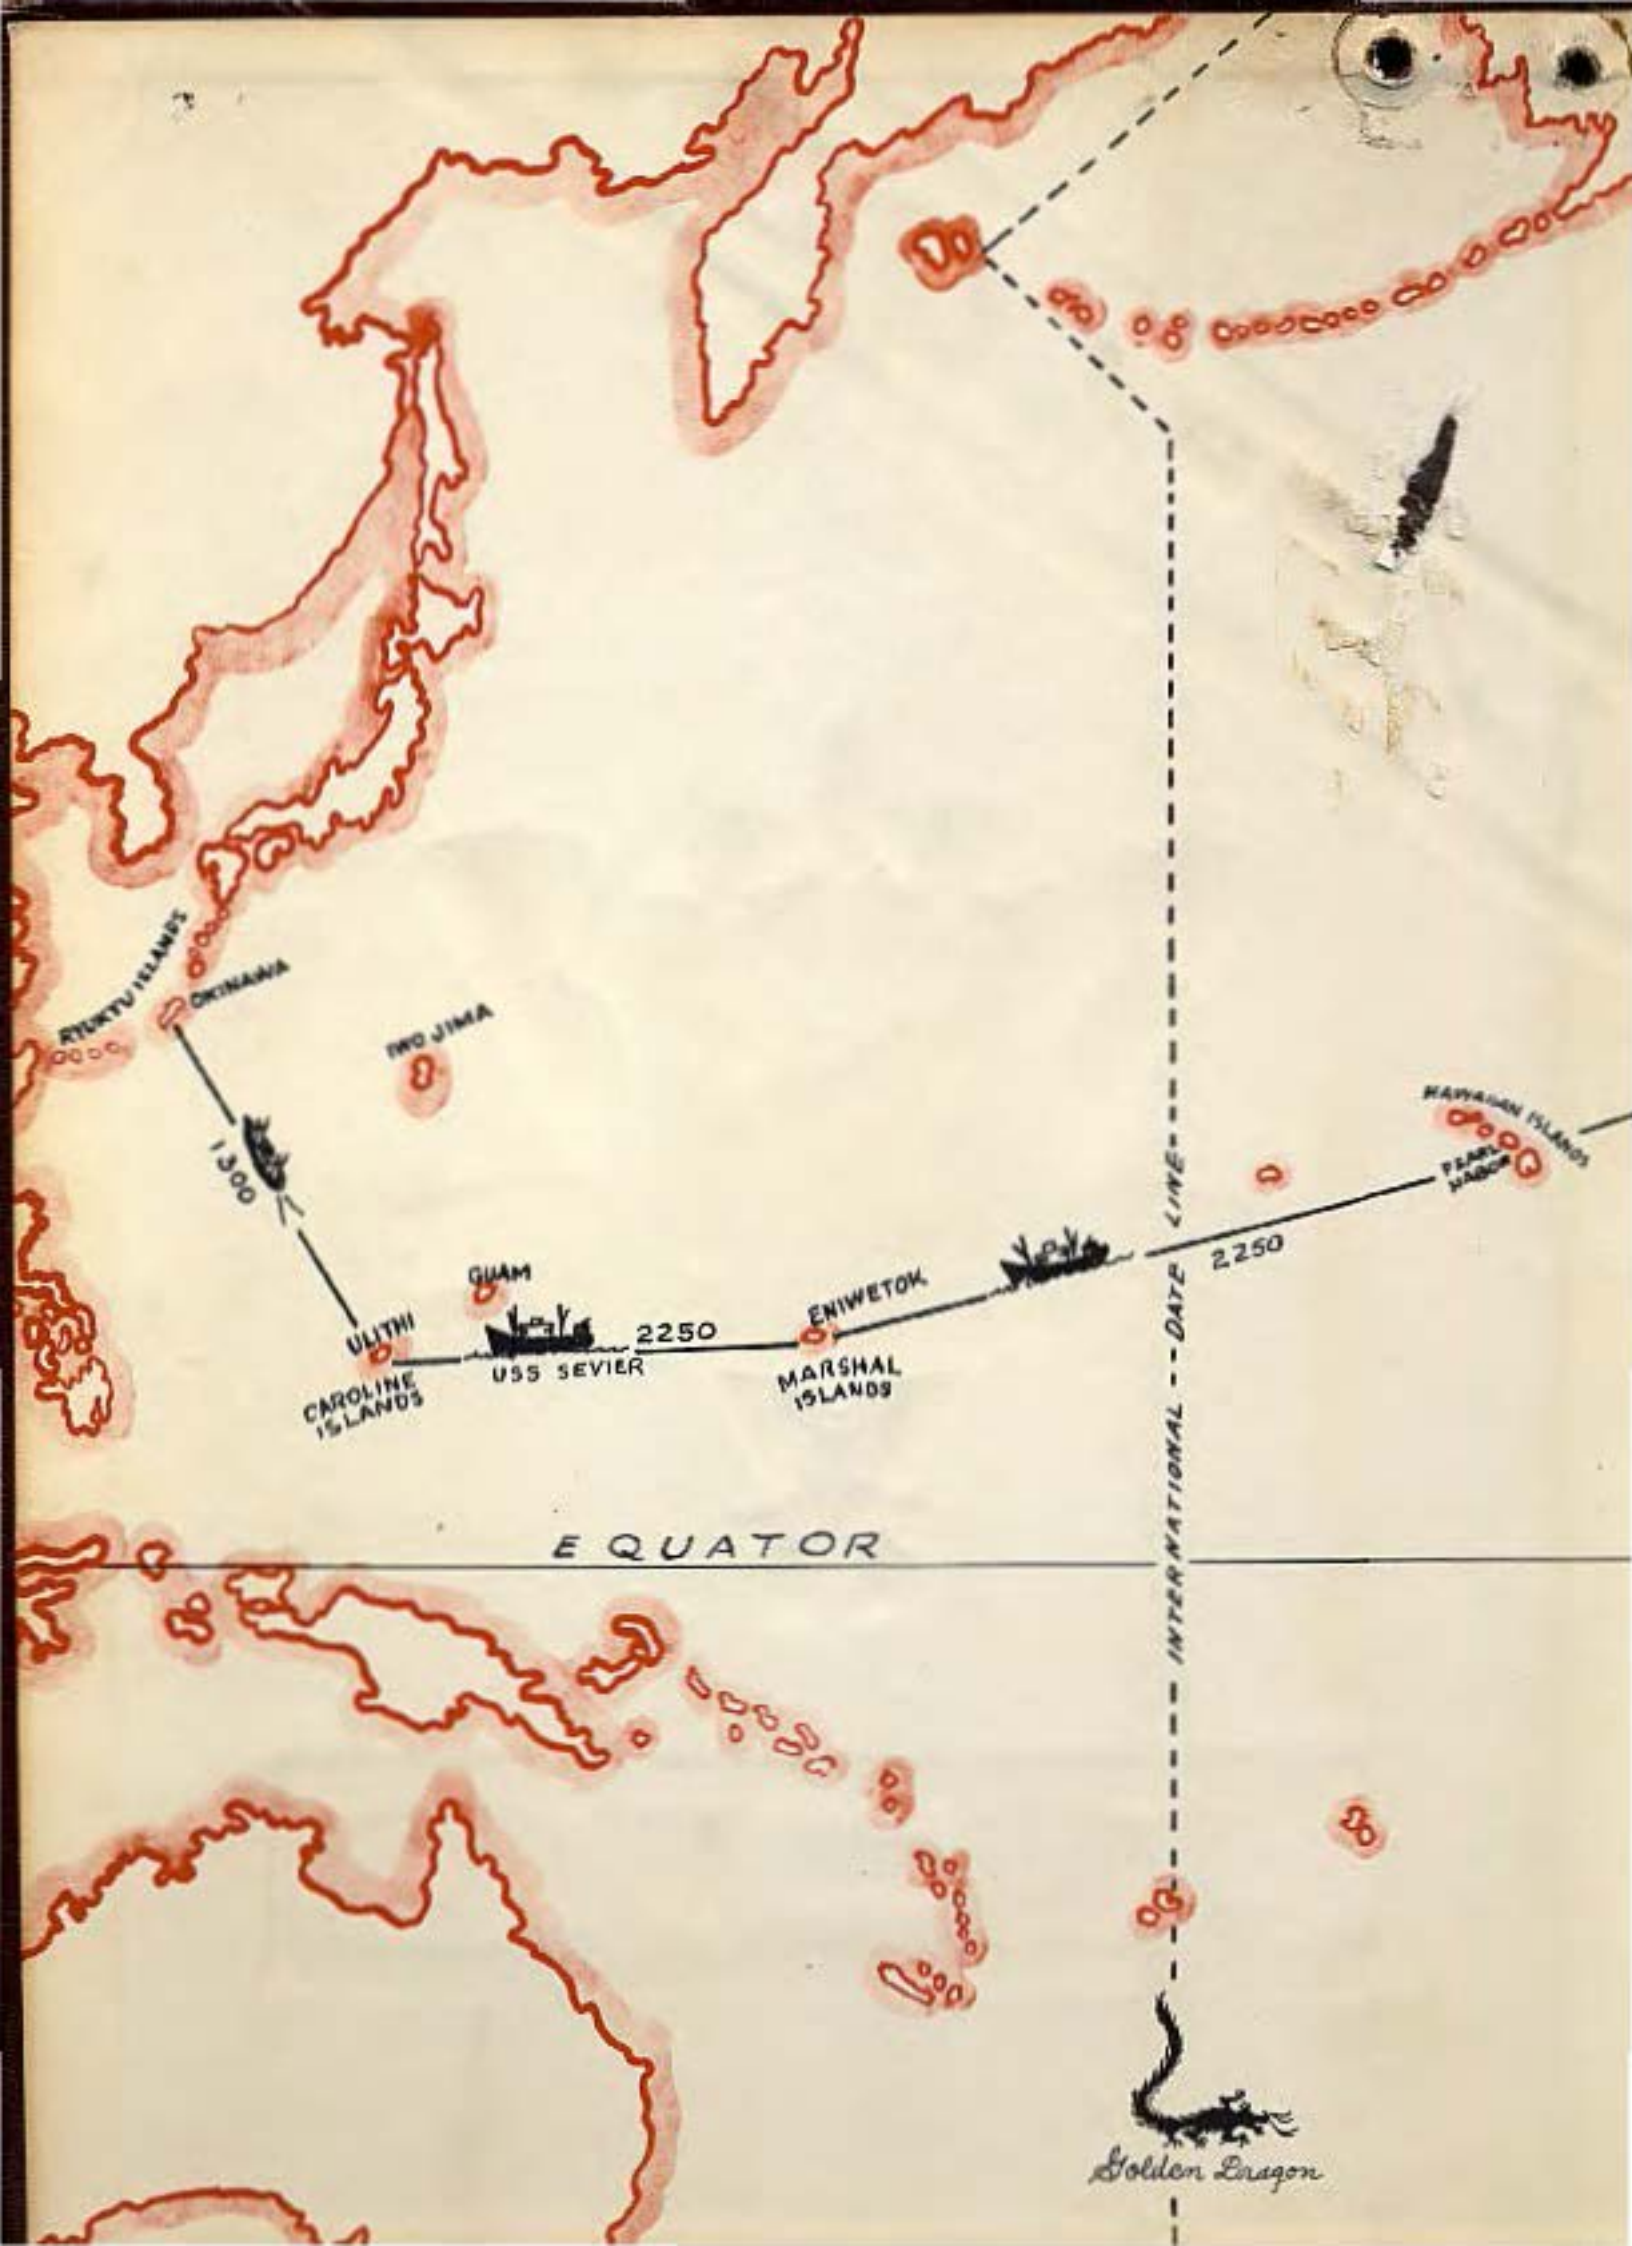 RYUKYU ISLANDS
OKINAWA
IWO JIMA
HAWAIIAN ISLANDS
PEARL
HABOR
1300
2250
GUAM
ENIWETOK
ULITHI
2250
USS SEVIER
MARSHAL
ISLANDS
CAROLINE
ISLANDS
INTERNATIONAL - DATE LINE
EQUATOR
Golden Dragon